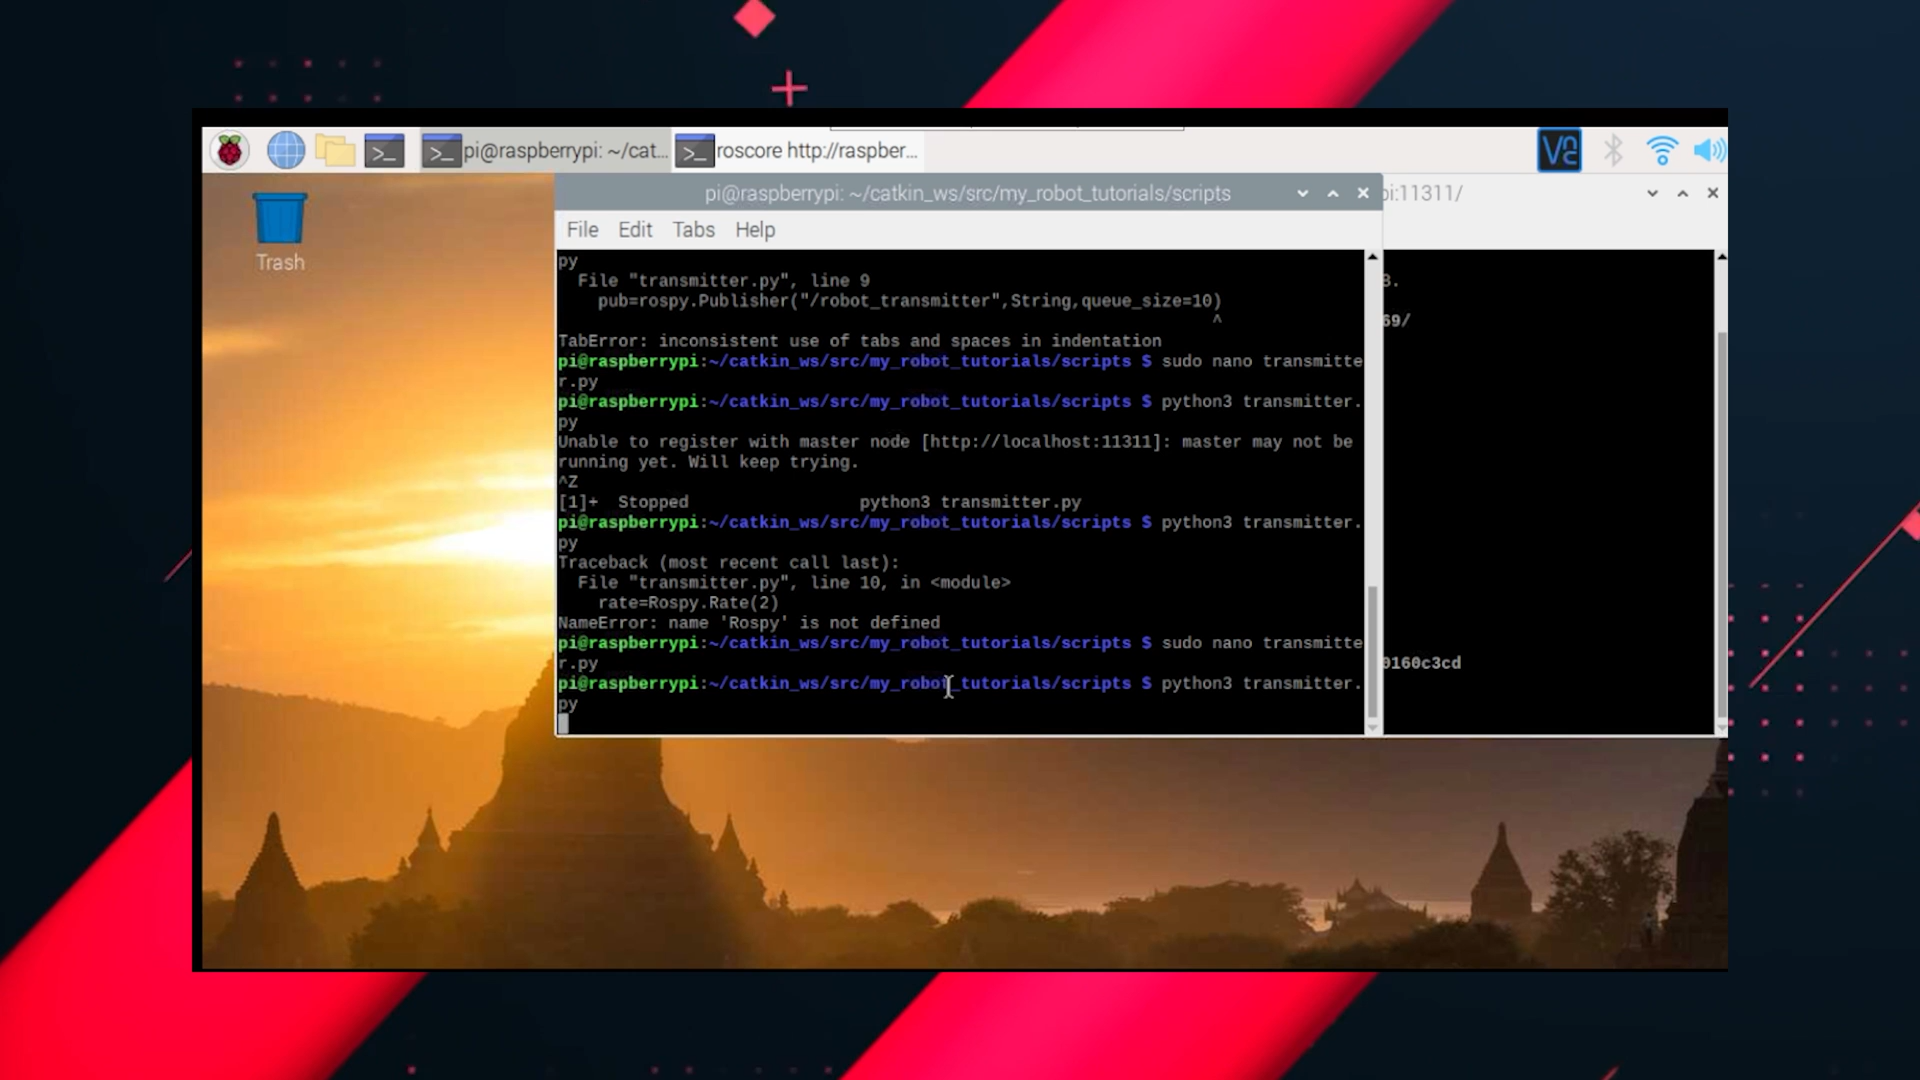 pi@raspberrypi: ~/cat...
roscore http://raspber...
Trash
pi@raspberrypi: ~/catkin_ws/src/my_robot_tutorials/scripts
pi:11311/
File Edit Tabs Help
py
File "transmitter.py", line 9
pub=rospy.Publisher("/robot_transmitter",String,queue_size=10)
^
TabError: inconsistent use of tabs and spaces in indentation
pi@raspberrypi:~/catkin_ws/src/my_robot_tutorials/scripts $ sudo nano transmitte
r.py
pi@raspberrypi:~/catkin_ws/src/my_robot_tutorials/scripts $ python3 transmitter.
py
Unable to register with master node [http://localhost:11311]: master may not be
running yet. Will keep trying.
^Z
[1]+ Stopped python3 transmitter.py
pi@raspberrypi:~/catkin_ws/src/my_robot_tutorials/scripts $ python3 transmitter.
py
Traceback (most recent call last):
File "transmitter.py", line 10, in <module>
rate=Rospy.Rate(2)
NameError: name 'Rospy' is not defined
pi@raspberrypi:~/catkin_ws/src/my_robot_tutorials/scripts $ sudo nano transmitte
r.py
pi@raspberrypi:~/catkin_ws/src/my_robot_tutorials/scripts $ python3 transmitter.
py
69/
0160c3cd